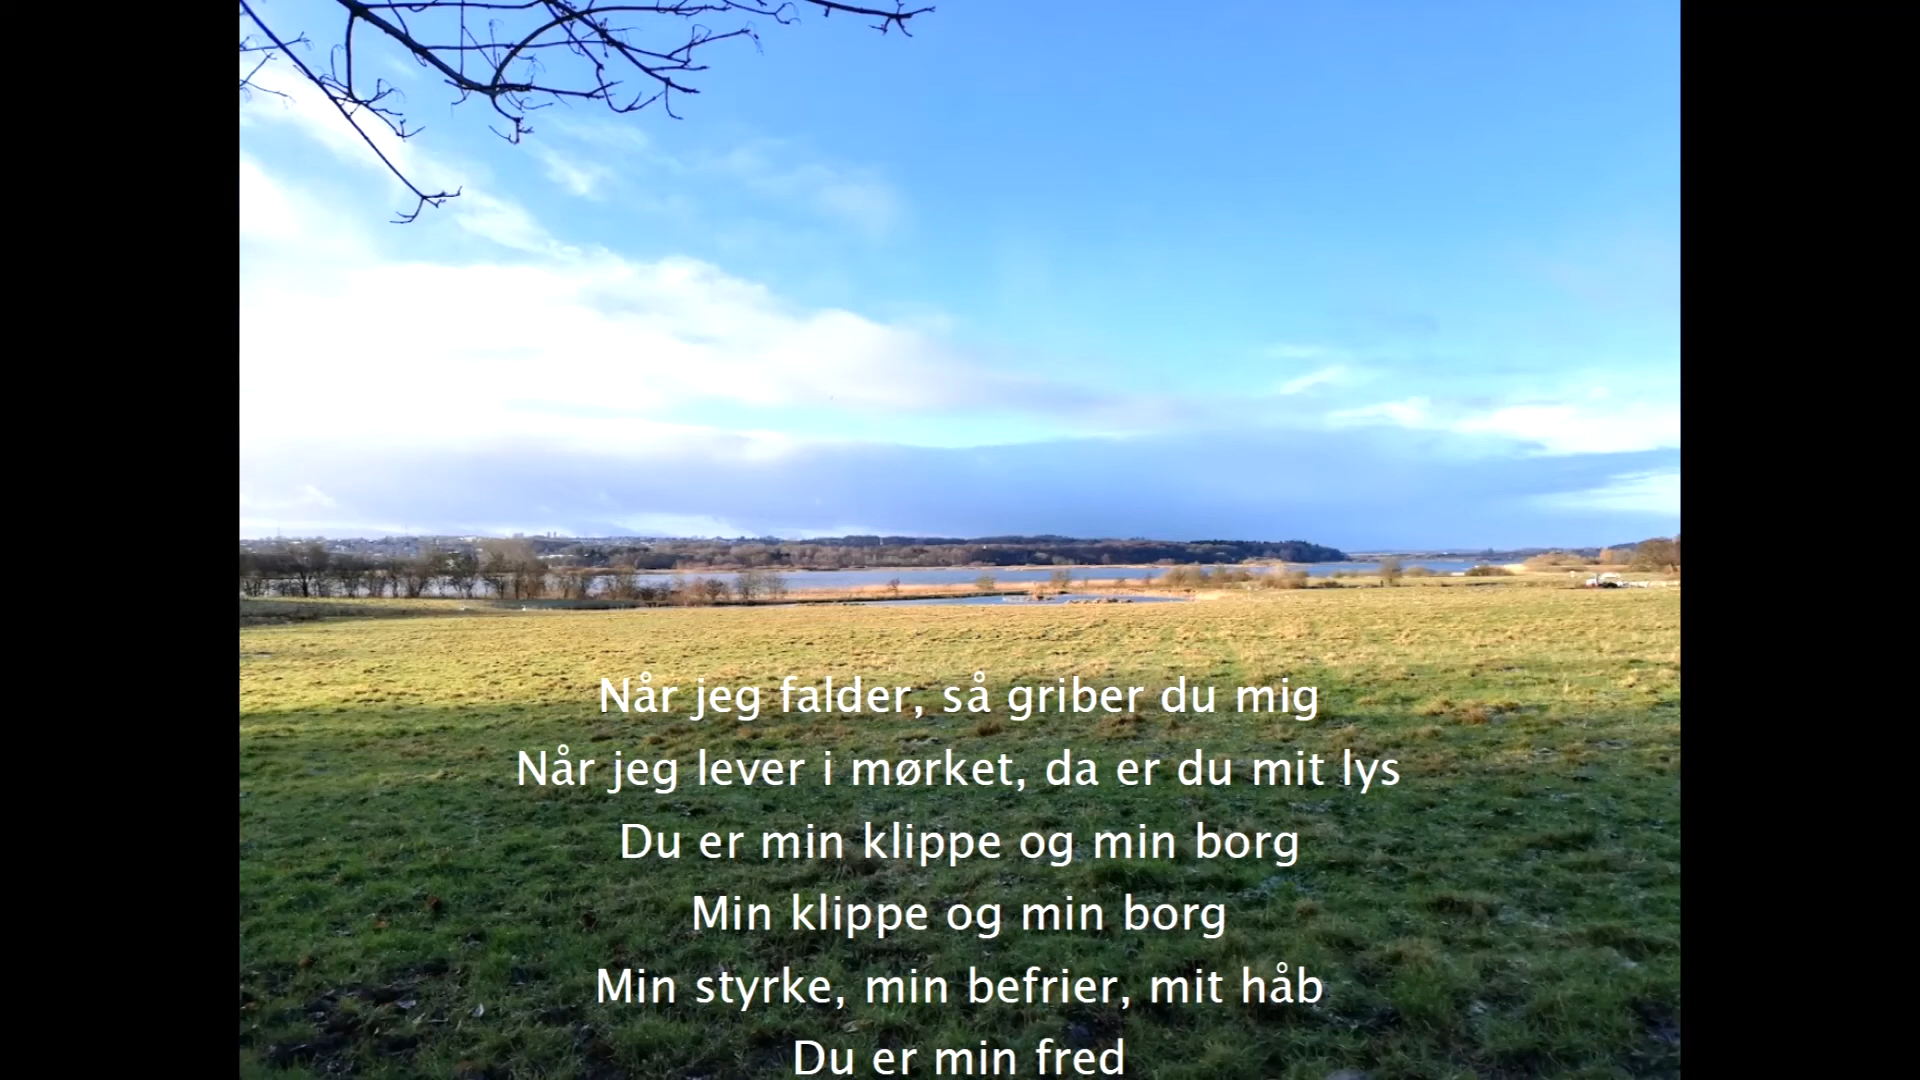 Når jeg falder, så griber du mig
Når jeg lever i mørket, da er du mit lys
Du er min klippe og min borg
Min klippe og min borg
Min styrke, min befrier, mit håb
Du er min fred